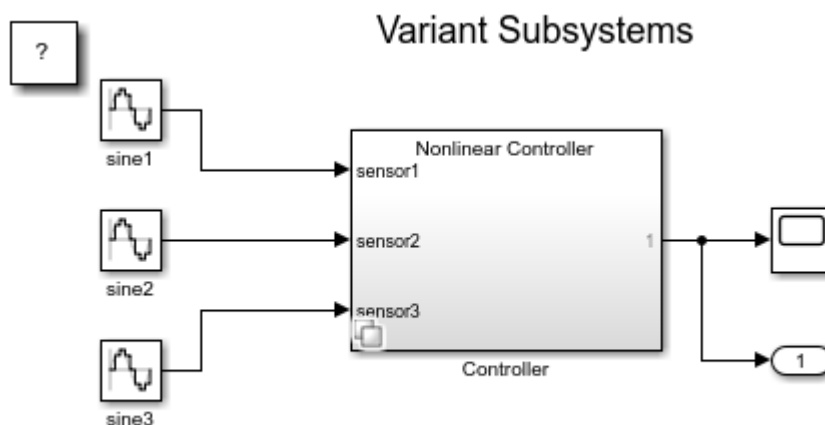 Variant Subsystems
?
sine1
Nonlinear Controller
sensor1
sensor2
1
sine2
sensor3
Controller
1
sine3